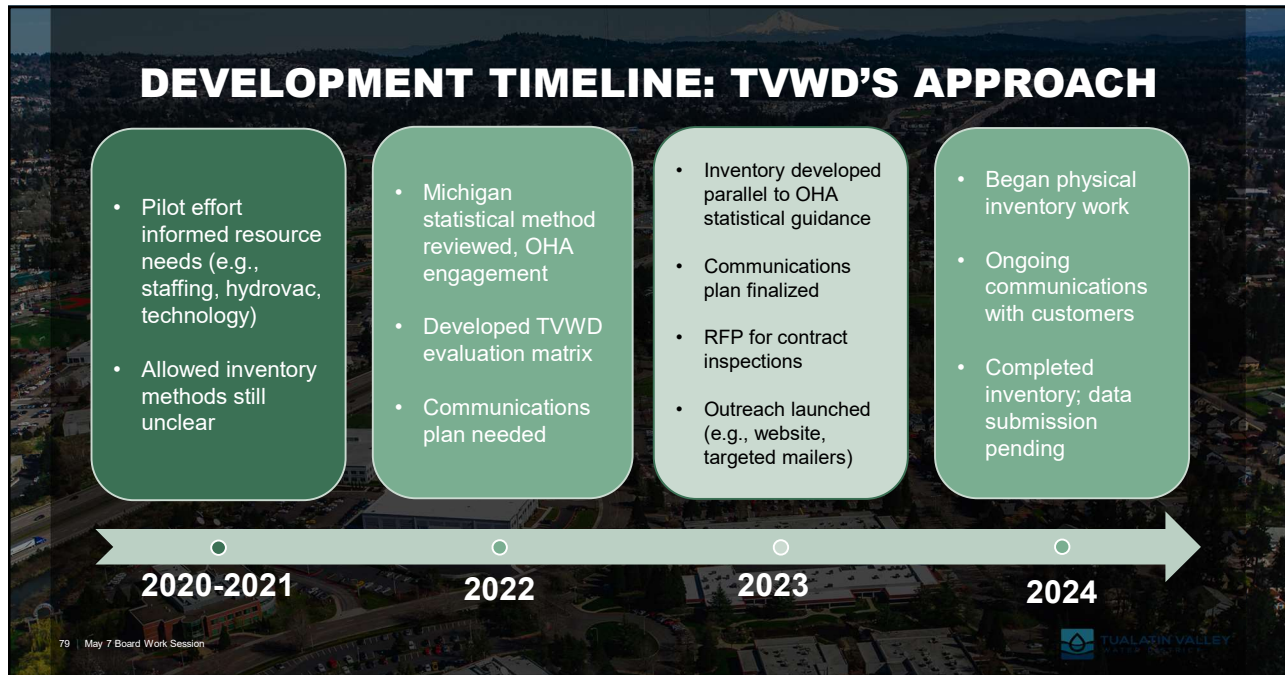 DEVELOPMENT TIMELINE: TVWD'S APPROACH
• Pilot effort
informed resource
needs (e.g.,
staffing, hydrovac,
technology)
• Allowed inventory
methods still
unclear
• Michigan
statistical method
reviewed, OHA
engagement
• Developed TVWD
evaluation matrix
• Communications
plan needed
• Inventory developed
parallel to OHA
statistical guidance
• Communications
plan finalized
• RFP for contract
inspections
• Outreach launched
(e.g., website,
targeted mailers)
• Began physical
inventory work
• Ongoing
communications
with customers
• Completed
inventory; data
submission
pending
2020-2021
2022
2023
2024
79 | May 7 Board Work Session
TUALATIN VALLEY
WATER DISTRICT